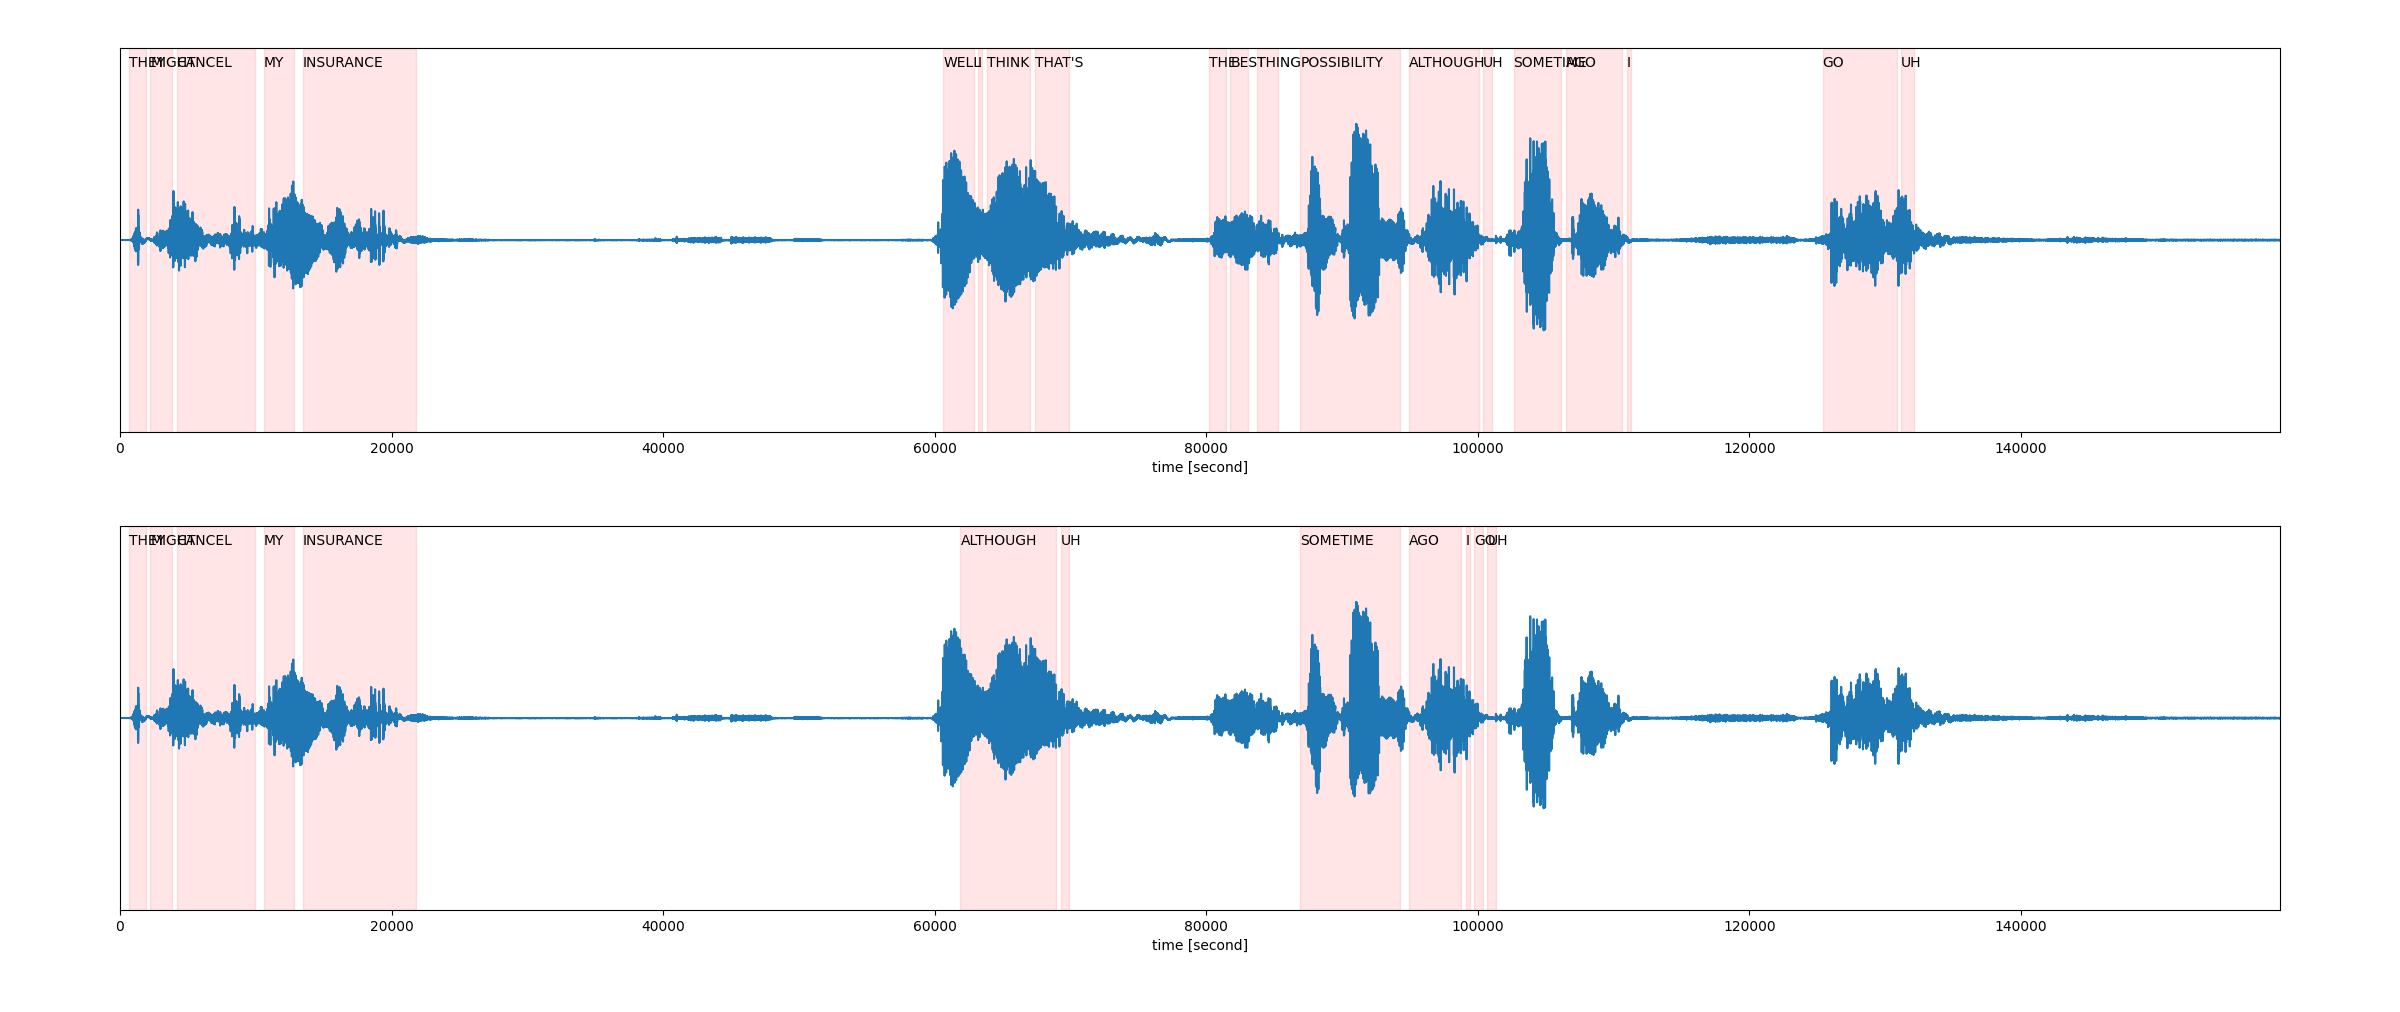 THEY MIGHT CANCEL MY INSURANCE WELL I THINK THAT'S THE BEST THING POSSIBILITY ALTHOUGH UH SOMETIME AGO I GO UH
0 20000 40000 60000 80000 100000 120000 140000
time [second]
THEY MIGHT CANCEL MY INSURANCE ALTHOUGH UH SOMETIME AGO I GO UH
0 20000 40000 60000 80000 100000 120000 140000
time [second]